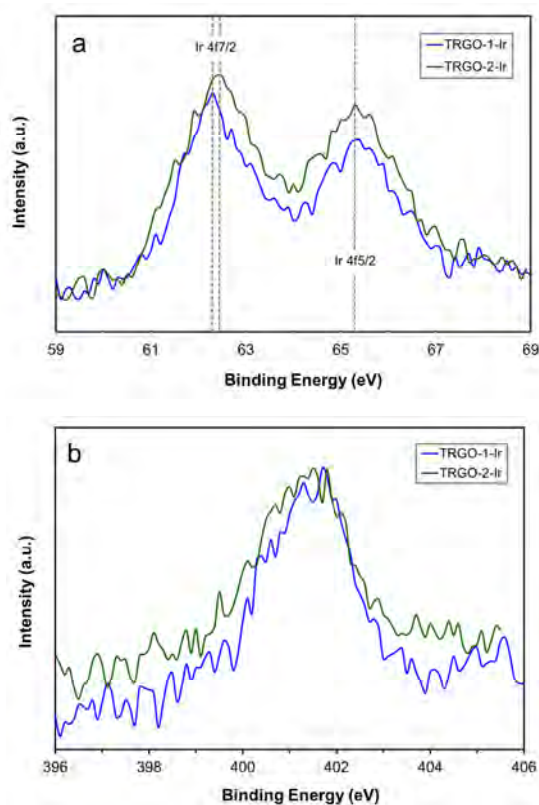 a
Ir 4f7/2
TRGO-1-Ir
TRGO-2-Ir
Intensity (a.u.)
Ir 4f5/2
59 61 63 65 67 69
Binding Energy (eV)
b
TRGO-1-Ir
TRGO-2-Ir
Intensity (a.u.)
396 398 400 402 404 406
Binding Energy (eV)